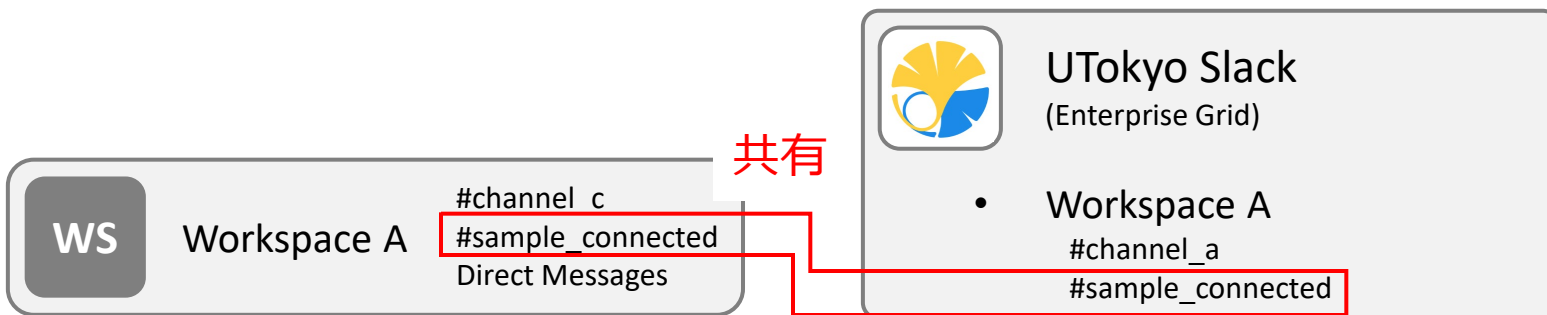 WS
Workspace A
#channel_c
#sample_connected
Direct Messages
共有
UTokyo Slack
(Enterprise Grid)
• Workspace A
#channel_a
#sample_connected